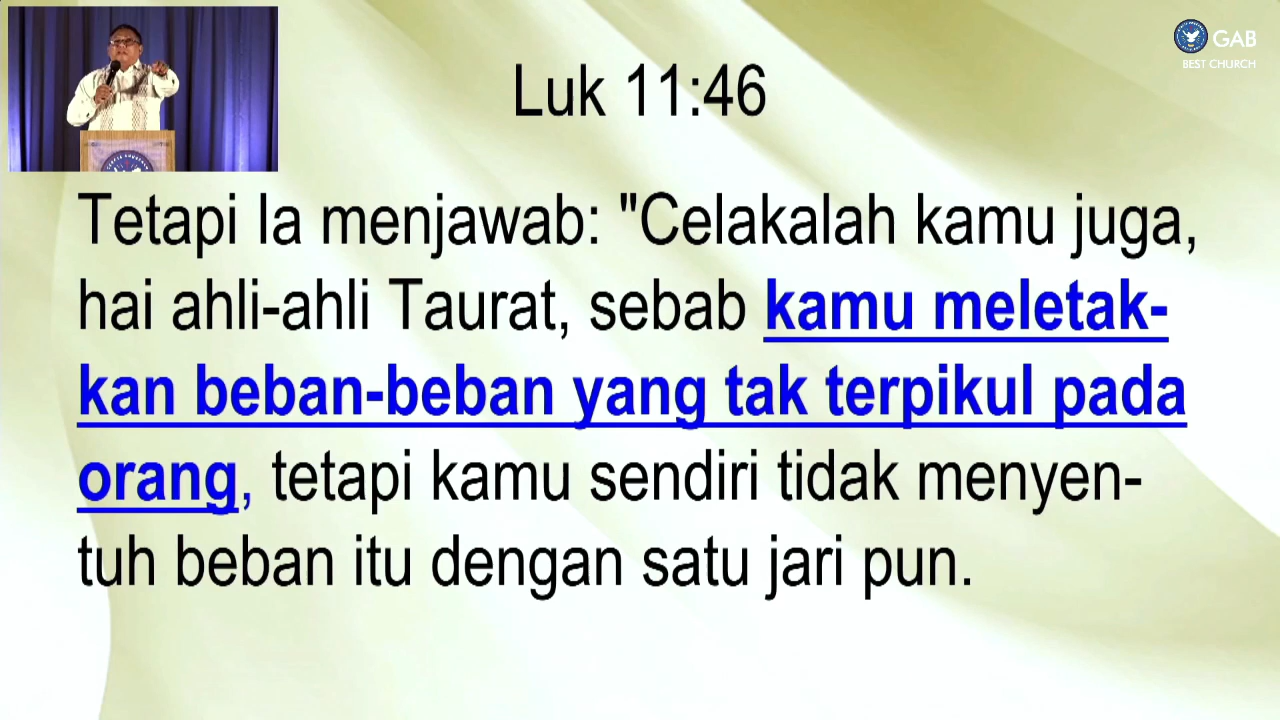 GAB
BEST CHURCH
Luk 11:46
Tetapi Ia menjawab: "Celakalah kamu juga,
hai ahli-ahli Taurat, sebab kamu meletak-
kan beban-beban yang tak terpikul pada
orang, tetapi kamu sendiri tidak menyen-
tuh beban itu dengan satu jari pun.